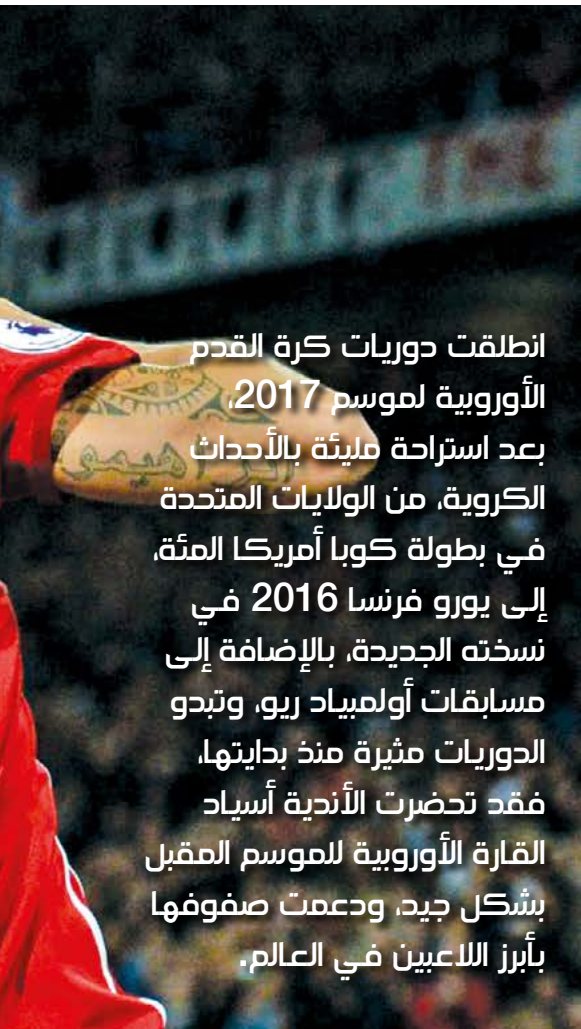 انطلقت دوريات كرة القدم
الأوروبية لموسم 2017،
بعد استراحة مليئة بالأحداث
الكروية، من الولايات المتحدة
في بطولة كوبا أمريكا المئة،
إلى يورو فرنسا 2016 في
نسخته الجديدة، بالإضافة إلى
مسابقات أولمبياد ريو، وتبدو
الدوريات مثيرة منذ بدايتها،
فقد تحضرت الأندية أسياد
القارة الأوروبية للموسم المقبل
بشكل جيد، ودعمت صفوفها
بأبرز اللاعبين في العالم.